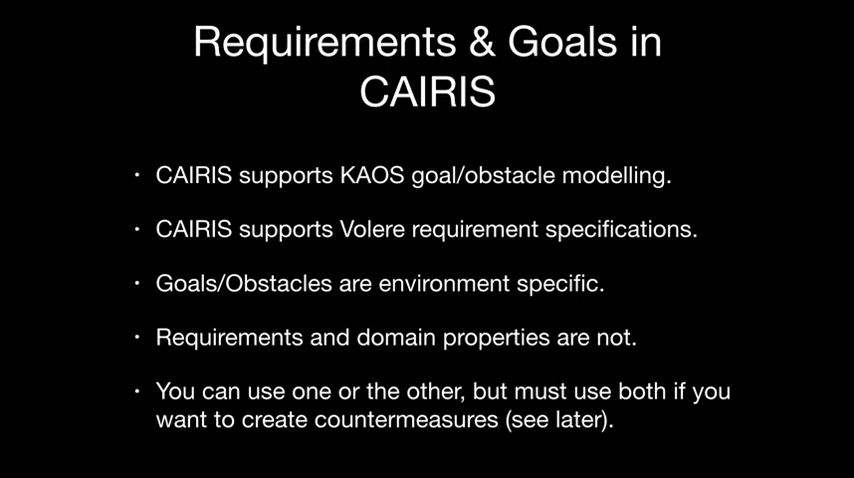 Requirements & Goals in
CAIRIS
• CAIRIS supports KAOS goal/obstacle modelling.
• CAIRIS supports Volere requirement specifications.
• Goals/Obstacles are environment specific.
• Requirements and domain properties are not.
• You can use one or the other, but must use both if you
want to create countermeasures (see later).